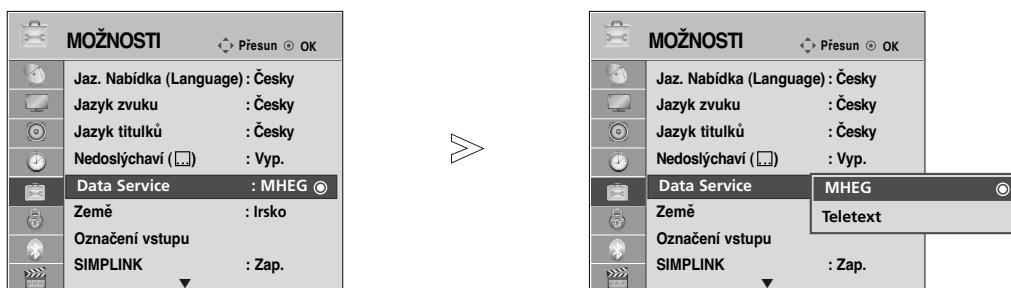 MOŽNOSTI Přesun OK
Jaz. Nabídka (Language) : Česky
Jazyk zvuku : Česky
Jazyk titulků : Česky
Nedoslýchaví ( ) : Vyp.
Data Service : MHEG
Země : Irsko
Označení vstupu
SIMPLINK : Zap.
MOŽNOSTI Přesun OK
Jaz. Nabídka (Language) : Česky
Jazyk zvuku : Česky
Jazyk titulků : Česky
Nedoslýchaví ( ) : Vyp.
Data Service
MHEG
Země
Teletext
Označení vstupu
SIMPLINK : Zap.